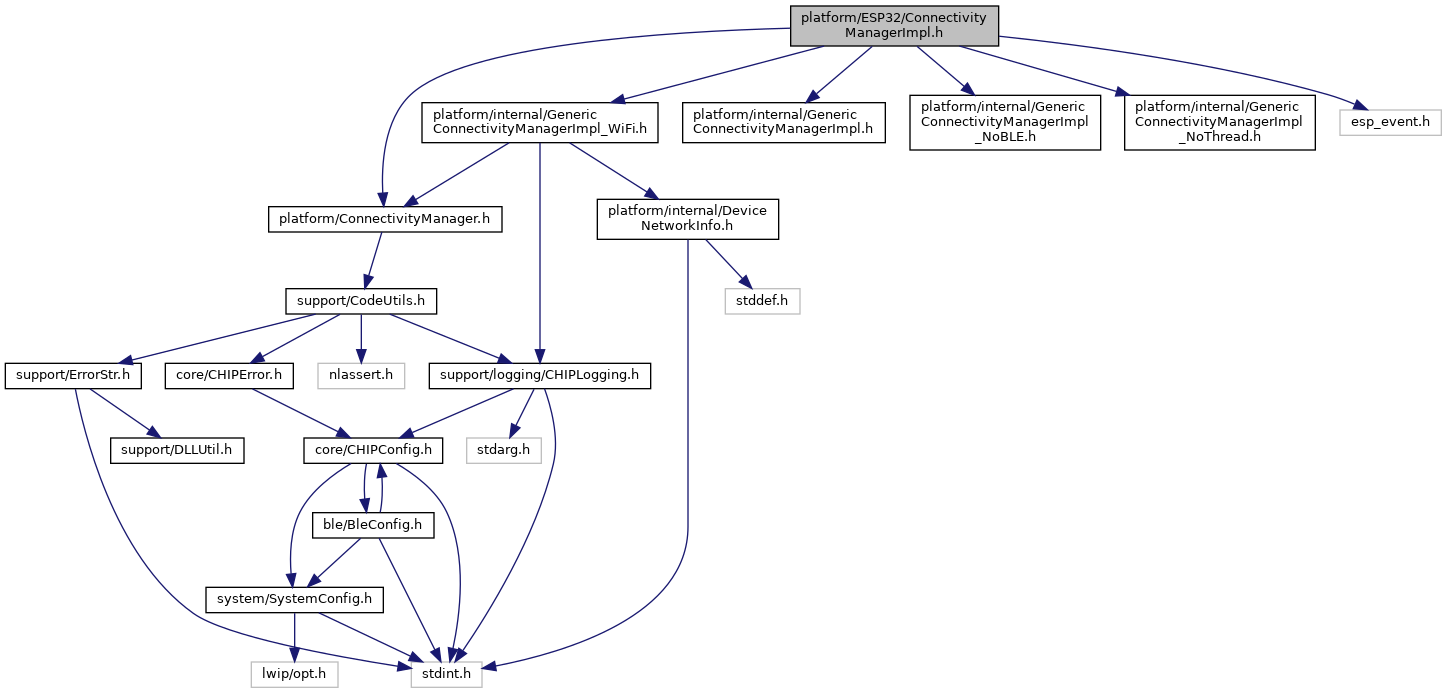 platform/ESP32/Connectivity
ManagerImpl.h
platform/internal/Generic
ConnectivityManagerImpl_WiFi.h
platform/internal/Generic
ConnectivityManagerImpl.h
platform/internal/Generic
ConnectivityManagerImpl
_NoBLE.h
platform/internal/Generic
ConnectivityManagerImpl
_NoThread.h
esp_event.h
platform/ConnectivityManager.h
platform/internal/Device
NetworkInfo.h
support/CodeUtils.h
stddef.h
support/ErrorStr.h
core/CHIPError.h
nlassert.h
support/logging/CHIPLogging.h
support/DLLUtil.h
core/CHIPConfig.h
stdarg.h
ble/BleConfig.h
system/SystemConfig.h
lwip/opt.h
stdint.h